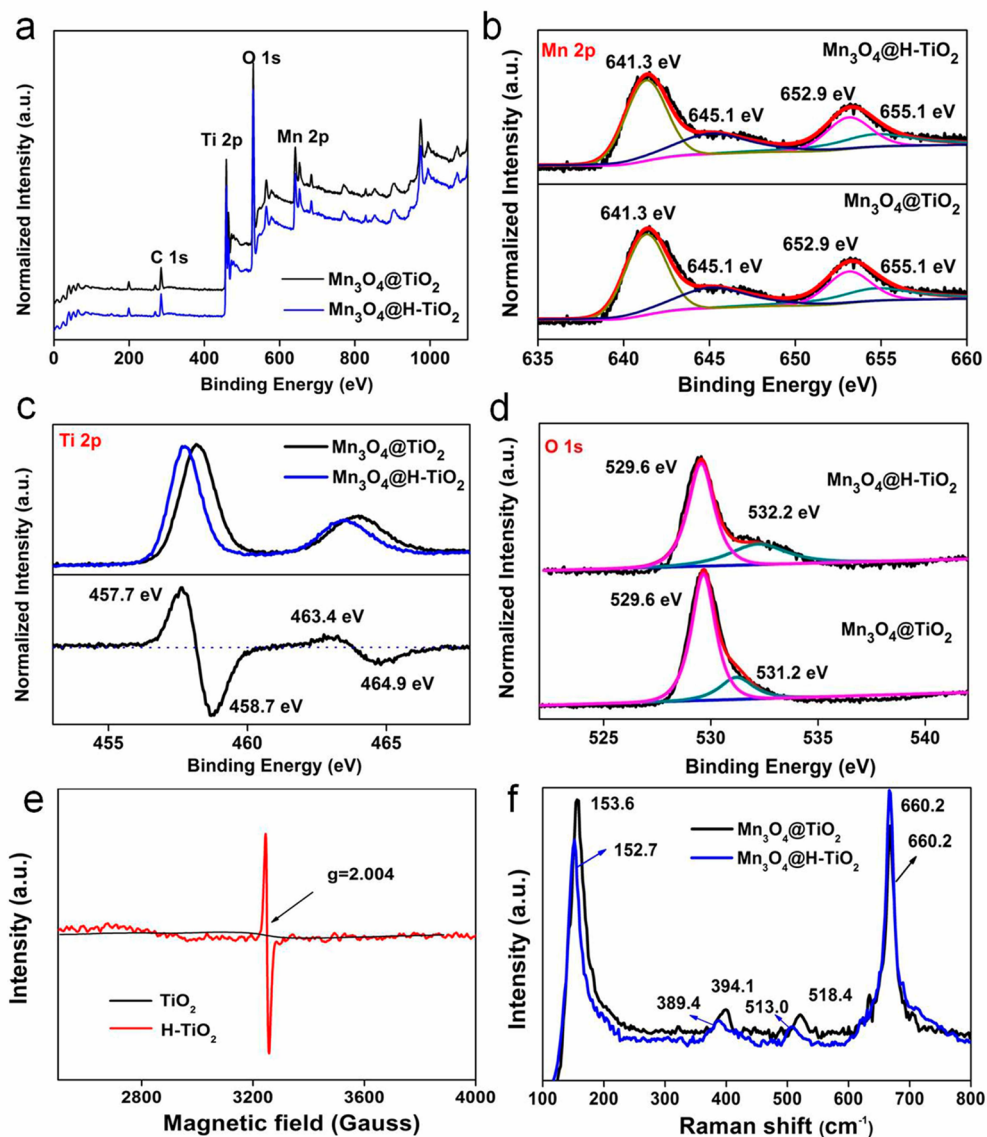 a
Normalized Intensity (a.u.)
O 1s
Ti 2p
Mn 2p
C 1s
Mn₃O₄@TiO₂
Mn₃O₄@H-TiO₂
0 200 400 600 800 1000
Binding Energy (eV)
b
Normalized Intensity (a.u.)
Mn 2p
Mn₃O₄@H-TiO₂
641.3 eV
645.1 eV
652.9 eV
655.1 eV
Mn₃O₄@TiO₂
641.3 eV
645.1 eV
652.9 eV
655.1 eV
635 640 645 650 655 660
Binding Energy (eV)
c
Normalized Intensity (a.u.)
Ti 2p
Mn₃O₄@TiO₂
Mn₃O₄@H-TiO₂
457.7 eV
463.4 eV
458.7 eV
464.9 eV
455 460 465
Binding Energy (eV)
d
Normalized Intensity (a.u.)
O 1s
529.6 eV
Mn₃O₄@H-TiO₂
532.2 eV
529.6 eV
Mn₃O₄@TiO₂
531.2 eV
525 530 535 540
Binding Energy (eV)
e
Intensity (a.u.)
g=2.004
TiO₂
H-TiO₂
2800 3200 3600 4000
Magnetic field (Gauss)
f
Intensity (a.u.)
153.6
152.7
Mn₃O₄@TiO₂
Mn₃O₄@H-TiO₂
660.2
660.2
389.4
394.1
513.0
518.4
100 200 300 400 500 600 700 800
Raman shift (cm⁻¹)